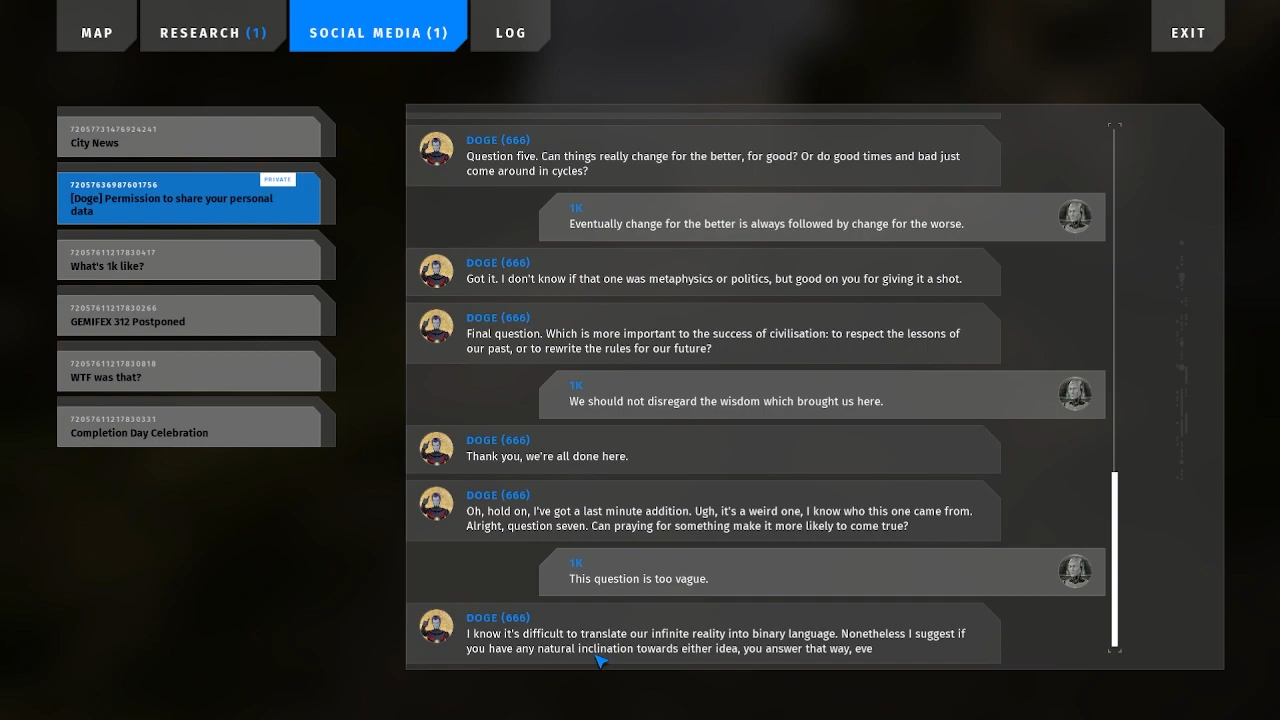 MAP
RESEARCH (1)
SOCIAL MEDIA (1)
LOG
EXIT
72057731476924241
City News
72057636987601756
PRIVATE
[Doge] Permission to share your personal
data
72057611217830417
What's 1k like?
72057611217830266
GEMIFEX 312 Postponed
72057611217830818
WTF was that?
72057611217830331
Completion Day Celebration
DOGE (666)
Question five. Can things really change for the better, for good? Or do good times and bad just
come around in cycles?
1K
Eventually change for the better is always followed by change for the worse.
DOGE (666)
Got it. I don't know if that one was metaphysics or politics, but good on you for giving it a shot.
DOGE (666)
Final question. Which is more important to the success of civilisation: to respect the lessons of
our past, or to rewrite the rules for our future?
1K
We should not disregard the wisdom which brought us here.
DOGE (666)
Thank you, we're all done here.
DOGE (666)
Oh, hold on, I've got a last minute addition. Ugh, it's a weird one, I know who this one came from.
Alright, question seven. Can praying for something make it more likely to come true?
1K
This question is too vague.
DOGE (666)
I know it's difficult to translate our infinite reality into binary language. Nonetheless I suggest if
you have any natural inclination towards either idea, you answer that way, eve